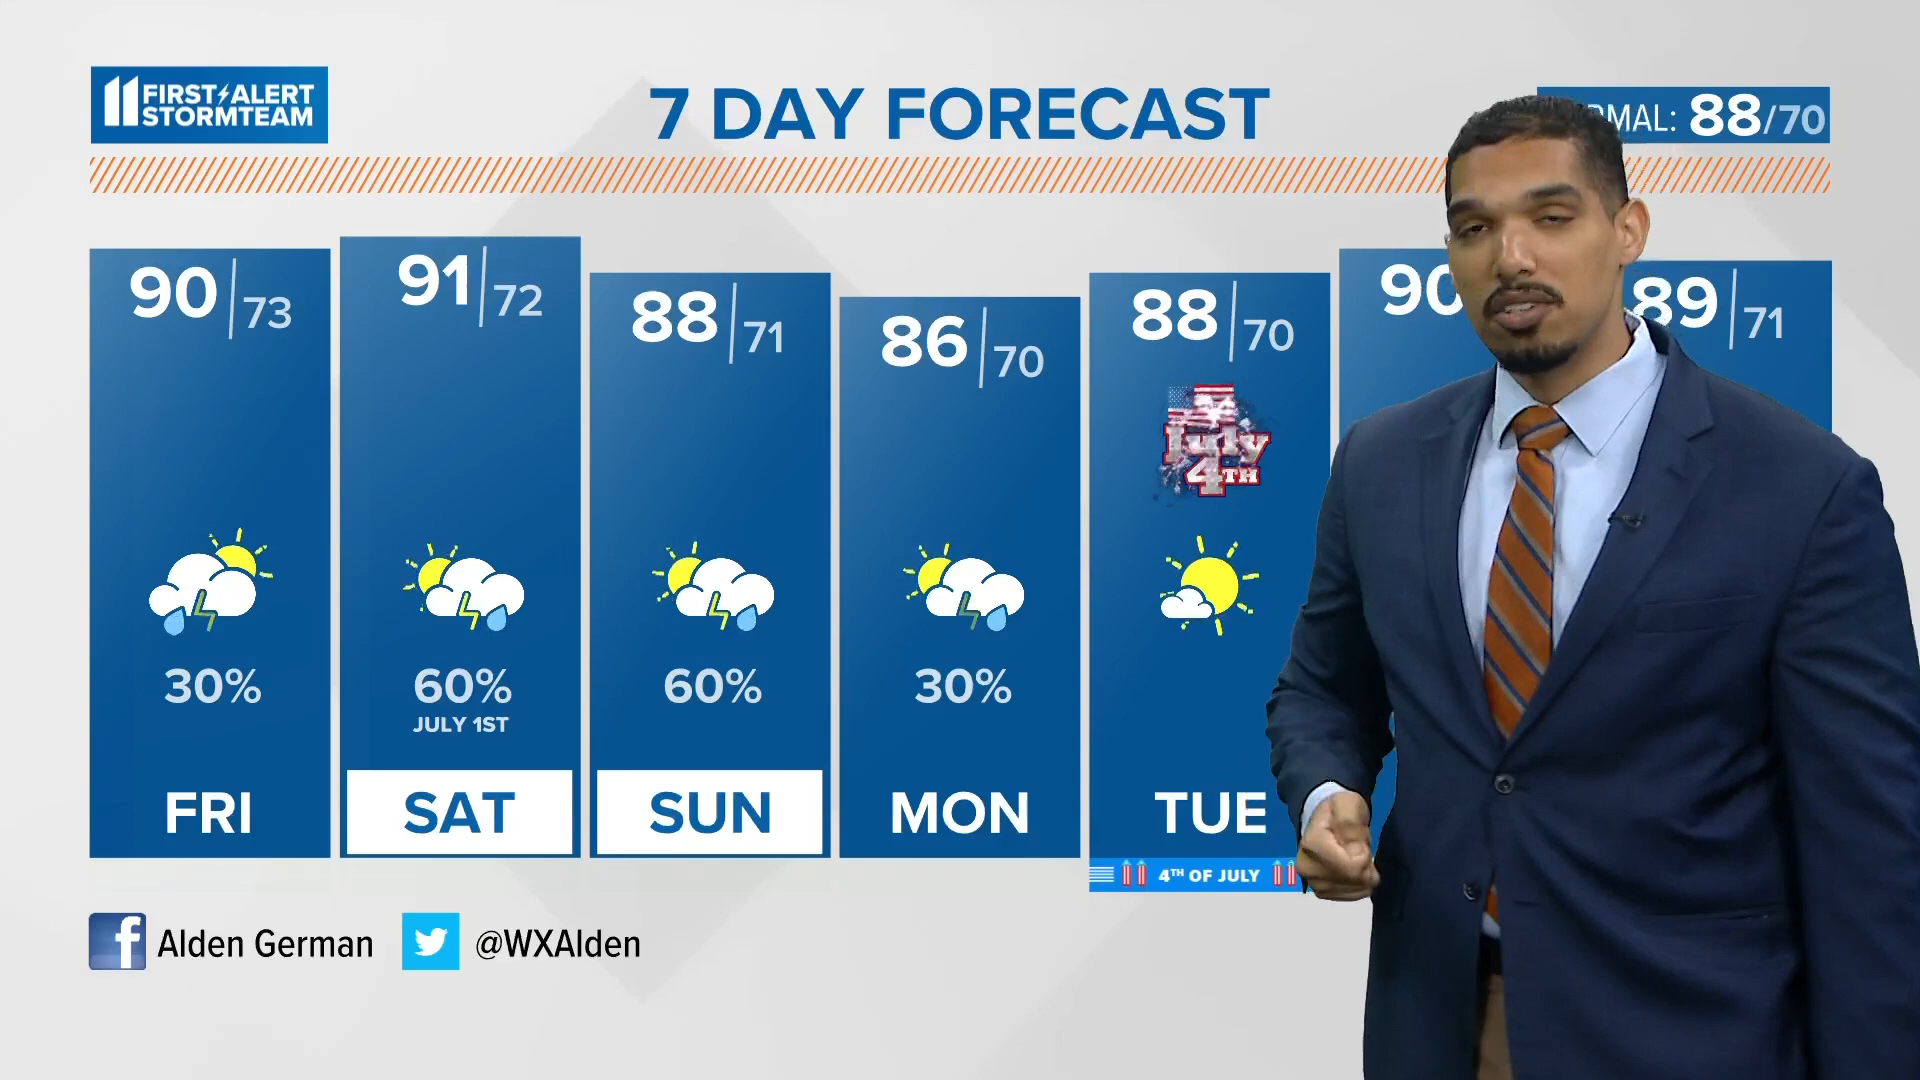 FIRST ALERT
STORMTEAM
7 DAY FORECAST
MAL: 88/70
90/73
91/72
88/71
86/70
88/70
90
89/71
July
4TH
30%
60%
JULY 1ST
60%
30%
FRI
SAT
SUN
MON
TUE
4TH OF JULY
f Alden German
@WXAlden